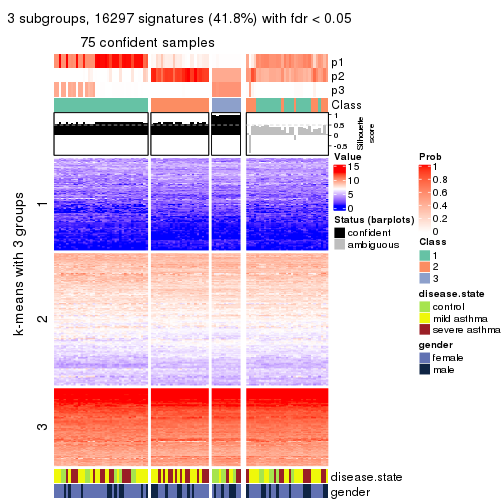 3 subgroups, 16297 signatures (41.8%) with fdr < 0.05
75 confident samples
p1
p2
p3
Class
1
0.5
0
-0.5
Silhouette
score
k-means with 3 groups
1
2
3
disease.state
gender
Value
15
10
5
0
Status (barplots)
confident
ambiguous
Prob
1
0.8
0.6
0.4
0.2
0
Class
1
2
3
disease.state
control
mild asthma
severe asthma
gender
female
male